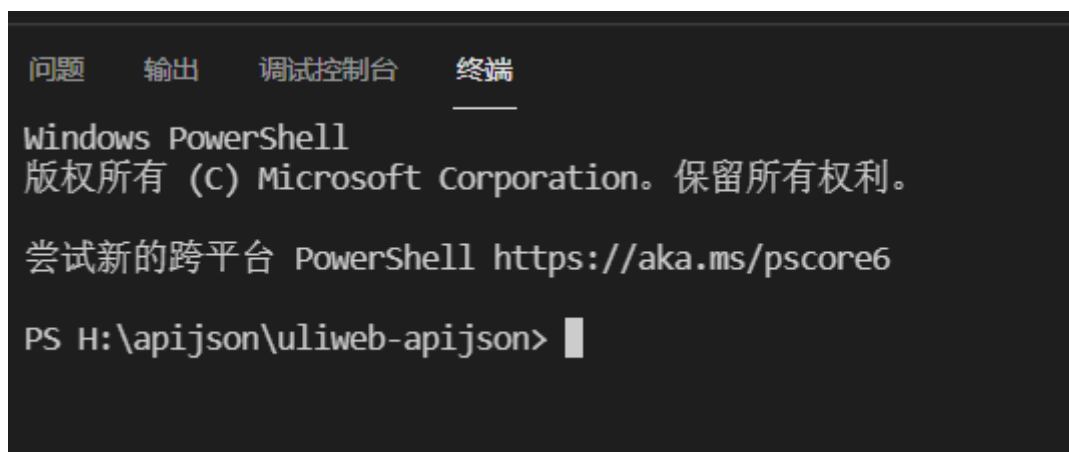 问题 输出 调试控制台 终端
Windows PowerShell
版权所有 (C) Microsoft Corporation。保留所有权利。
尝试新的跨平台 PowerShell https://aka.ms/pscore6
PS H:\apijson\uliweb-apijson>